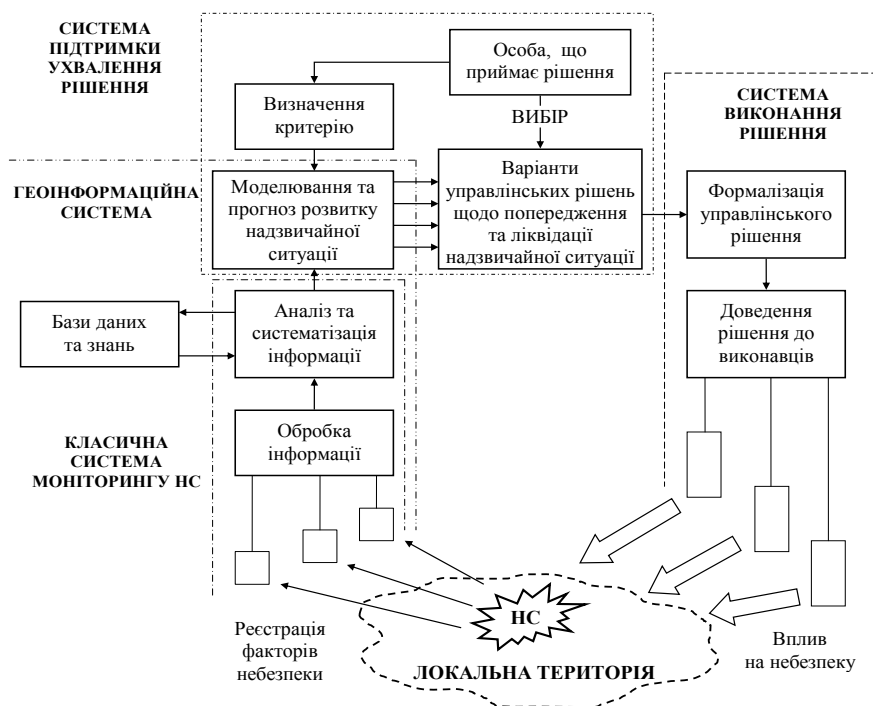 СИСТЕМА
ПІДТРИМКИ
УХВАЛЕННЯ
РІШЕННЯ
Особа, що
приймає рішення
Визначення
критерію
ВИБІР
СИСТЕМА
ВИКОНАННЯ
РІШЕННЯ
ГЕОІНФОРМАЦІЙНА
СИСТЕМА
Моделювання та
прогноз розвитку
надзвичайної
ситуації
Варіанти
управлінських рішень
щодо попередження
та ліквідації
надзвичайної ситуації
Формалізація
управлінського
рішення
Бази даних
та знань
Аналіз та
систематізація
інформації
Доведення
рішення до
виконавців
КЛАСИЧНА
СИСТЕМА
МОНІТОРИНГУ НС
Обробка
інформації
НС
Реєстрація
факторів
небезпеки
ЛОКАЛЬНА ТЕРИТОРІЯ
Вплив
на небезпеку